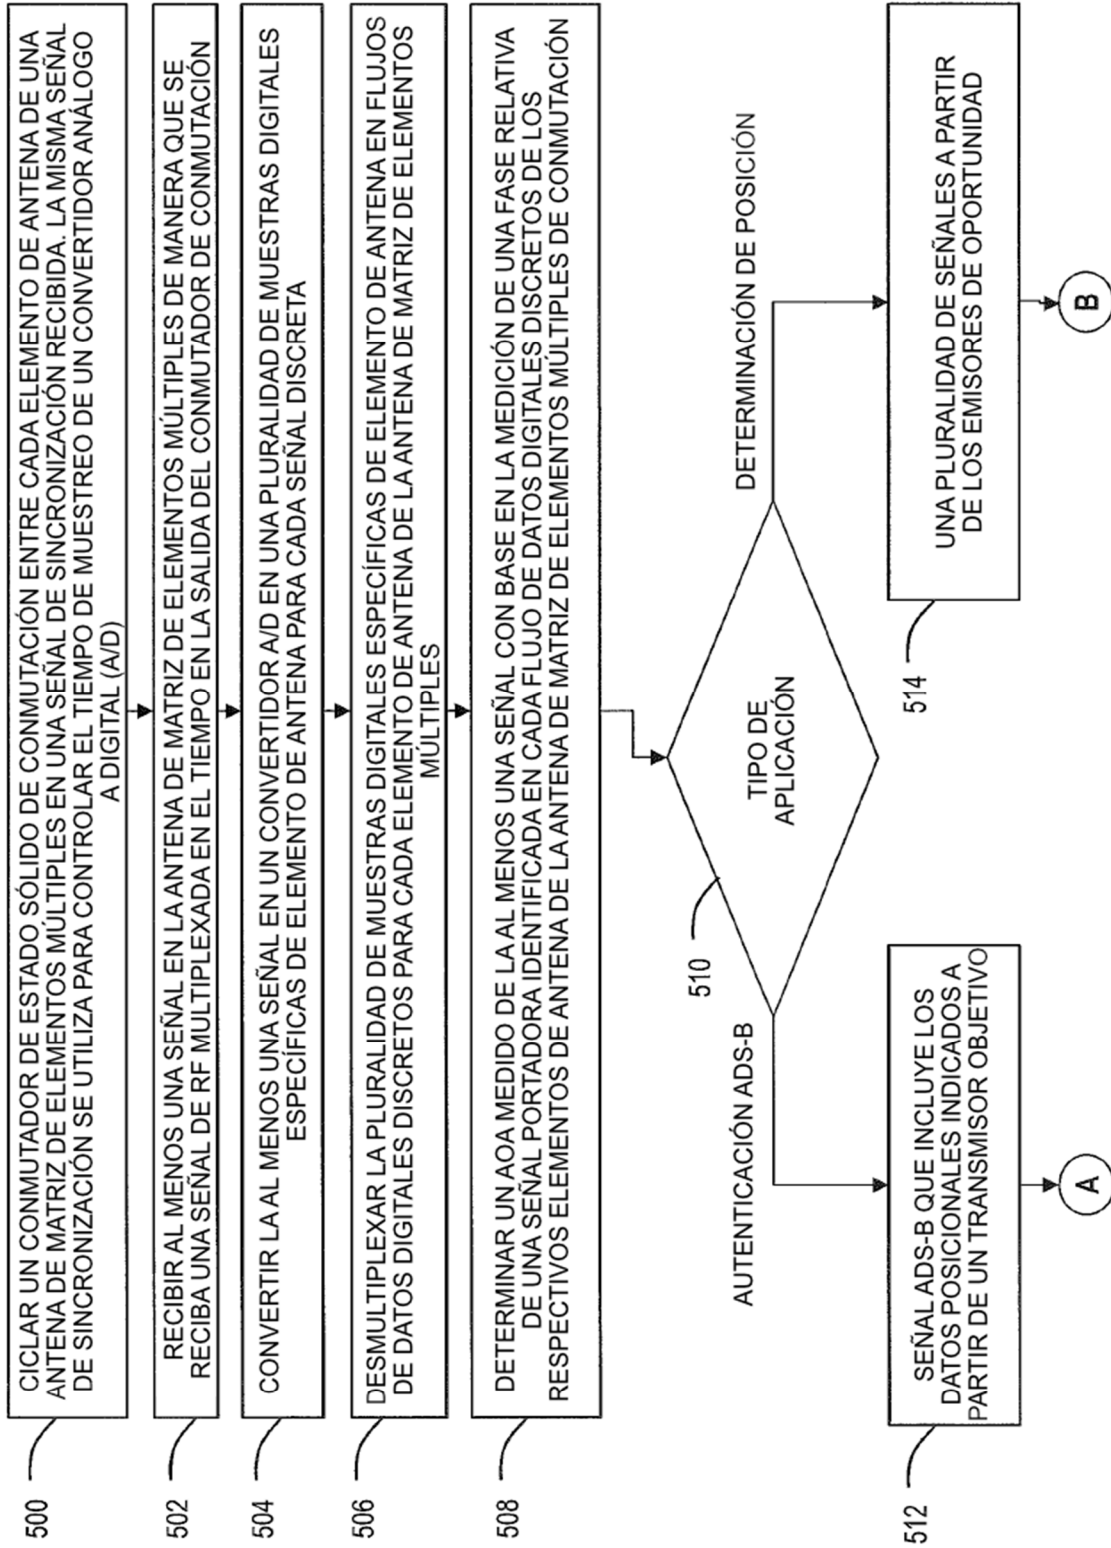 500
CICLAR UN CONMUTADOR DE ESTADO SÓLIDO DE CONMUTACIÓN ENTRE CADA ELEMENTO DE ANTENA DE UNA
ANTENA DE MATRIZ DE ELEMENTOS MÚLTIPLES EN UNA SEÑAL DE SINCRONIZACIÓN RECIBIDA. LA MISMA SEÑAL
DE SINCRONIZACIÓN SE UTILIZA PARA CONTROLAR EL TIEMPO DE MUESTREO DE UN CONVERTIDOR ANÁLOGO
A DIGITAL (A/D)
502
RECIBIR AL MENOS UNA SEÑAL EN LA ANTENA DE MATRIZ DE ELEMENTOS MÚLTIPLES DE MANERA QUE SE
RECIBA UNA SEÑAL DE RF MULTIPLEXADA EN EL TIEMPO EN LA SALIDA DEL CONMUTADOR DE CONMUTACIÓN
504
CONVERTIR LA AL MENOS UNA SEÑAL EN UN CONVERTIDOR A/D EN UNA PLURALIDAD DE MUESTRAS DIGITALES
ESPECÍFICAS DE ELEMENTO DE ANTENA PARA CADA SEÑAL DISCRETA
506
DESMULTIPLEXAR LA PLURALIDAD DE MUESTRAS DIGITALES ESPECÍFICAS DE ELEMENTO DE ANTENA EN FLUJOS
DE DATOS DIGITALES DISCRETOS PARA CADA ELEMENTO DE ANTENA DE LA ANTENA DE MATRIZ DE ELEMENTOS
MÚLTIPLES
508
DETERMINAR UN AOA MEDIDO DE LA AL MENOS UNA SEÑAL CON BASE EN LA MEDICIÓN DE UNA FASE RELATIVA
DE UNA SEÑAL PORTADORA IDENTIFICADA EN CADA FLUJO DE DATOS DIGITALES DISCRETOS DE LOS
RESPECTIVOS ELEMENTOS DE ANTENA DE LA ANTENA DE MATRIZ DE ELEMENTOS MÚLTIPLES DE CONMUTACIÓN
510
TIPO DE
APLICACIÓN
AUTENTICACIÓN ADS-B
DETERMINACIÓN DE POSICIÓN
512
SEÑAL ADS-B QUE INCLUYE LOS
DATOS POSICIONALES INDICADOS A
PARTIR DE UN TRANSMISOR OBJETIVO
A
514
UNA PLURALIDAD DE SEÑALES A PARTIR
DE LOS EMISORES DE OPORTUNIDAD
B